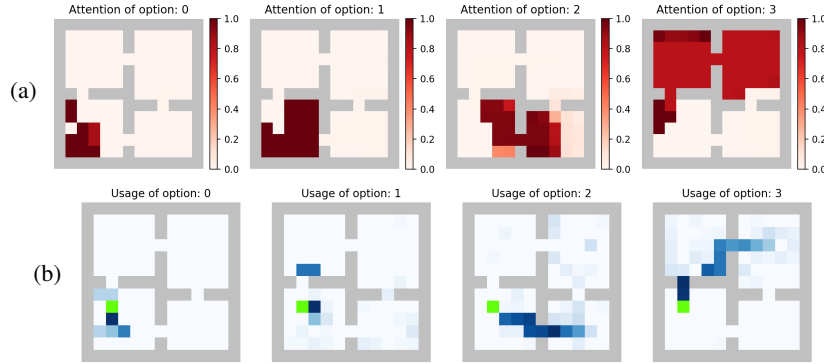 Attention of option: 0
Attention of option: 1
Attention of option: 2
Attention of option: 3
1.0
0.8
0.6
0.4
0.2
0.0
1.0
0.8
0.6
0.4
0.2
0.0
1.0
0.8
0.6
0.4
0.2
0.0
1.0
0.8
0.6
0.4
0.2
0.0
(a)
Usage of option: 0
Usage of option: 1
Usage of option: 2
Usage of option: 3
(b)